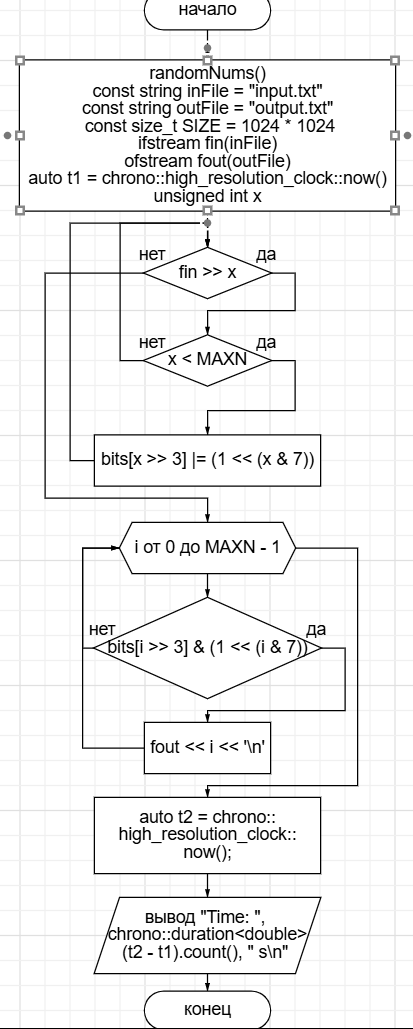 начало
randomNums()
const string inFile = "input.txt"
const string outFile = "output.txt"
const size_t SIZE = 1024 * 1024
ifstream fin(inFile)
ofstream fout(outFile)
auto t1 = chrono::high_resolution_clock::now()
unsigned int x
нет
да
fin >> x
нет
да
x < MAXN
bits[x >> 3] |= (1 << (x & 7))
i от 0 до MAXN - 1
нет
да
bits[i >> 3] & (1 << (i & 7))
fout << i << '\n'
auto t2 = chrono::
high_resolution_clock::
now();
вывод "Time: ",
chrono::duration<double>
(t2 - t1).count(), " s\n"
конец